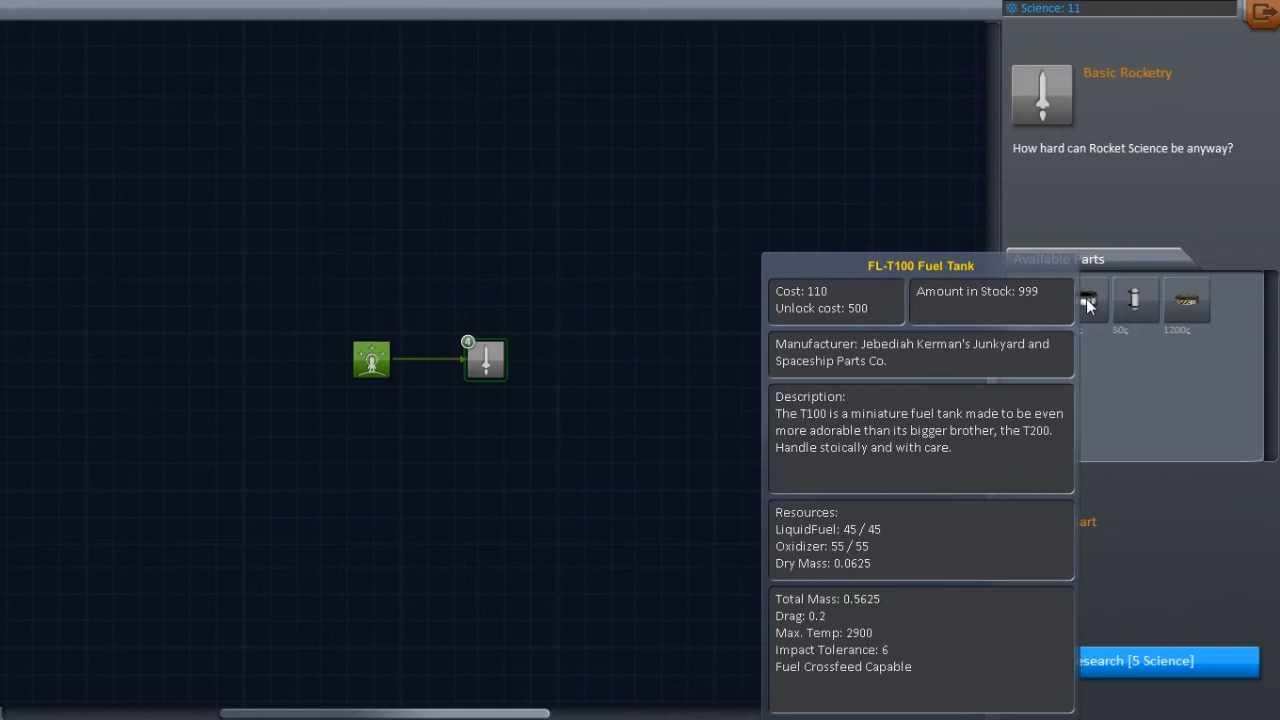 Science: 11
Basic Rocketry
How hard can Rocket Science be anyway?
Available Parts
50c
1200c
4
FL-T100 Fuel Tank
Cost: 110
Unlock cost: 500
Amount in Stock: 999
Manufacturer: Jebediah Kerman's Junkyard and
Spaceship Parts Co.
Description:
The T100 is a miniature fuel tank made to be even
more adorable than its bigger brother, the T200.
Handle stoically and with care.
Resources:
LiquidFuel: 45 / 45
Oxidizer: 55 / 55
Dry Mass: 0.0625
Total Mass: 0.5625
Drag: 0.2
Max. Temp: 2900
Impact Tolerance: 6
Fuel Crossfeed Capable
art
esearch [5 Science]